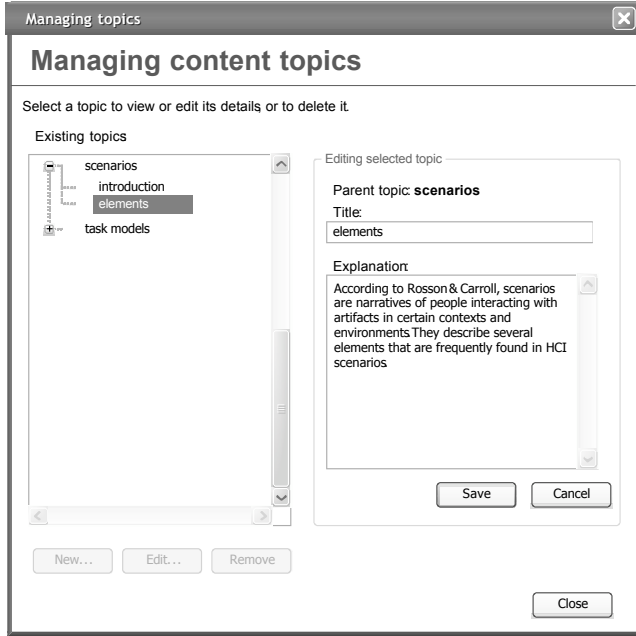 Managing topics
Managing content topics
Select a topic to view or edit its details, or to delete it.
Existing topics
scenarios
introduction
elements
task models
Editing selected topic
Parent topic: scenarios
Title:
elements
Explanation:
According to Rosson & Carroll, scenarios
are narratives of people interacting with
artifacts in certain contexts and
environments. They describe several
elements that are frequently found in HCI
scenarios.
Save
Cancel
New...
Edit...
Remove
Close